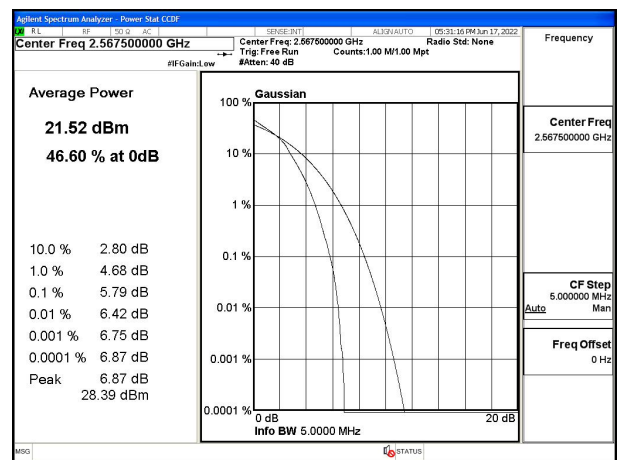 Agilent Spectrum Analyzer - Power Stat CCDF
LXI RL RF 50 Ω AC SENSE:INT ALIGN AUTO 05:31:16 PM Jun 17, 2022
Center Freq 2.567500000 GHz
Center Freq: 2.567500000 GHz Radio Std: None
Trig: Free Run Counts:1.00 M/1.00 Mpt
#IFGain:Low #Atten: 40 dB
Frequency
Average Power
21.52 dBm
46.60 % at 0dB
10.0 % 2.80 dB
1.0 % 4.68 dB
0.1 % 5.79 dB
0.01 % 6.42 dB
0.001 % 6.75 dB
0.0001 % 6.87 dB
Peak 6.87 dB
28.39 dBm
Gaussian
100 %
10 %
1 %
0.1 %
0.01 %
0.001 %
0.0001 %
0 dB 20 dB
Info BW 5.0000 MHz
Center Freq
2.567500000 GHz
CF Step
5.000000 MHz
Auto Man
Freq Offset
0 Hz
MSG STATUS